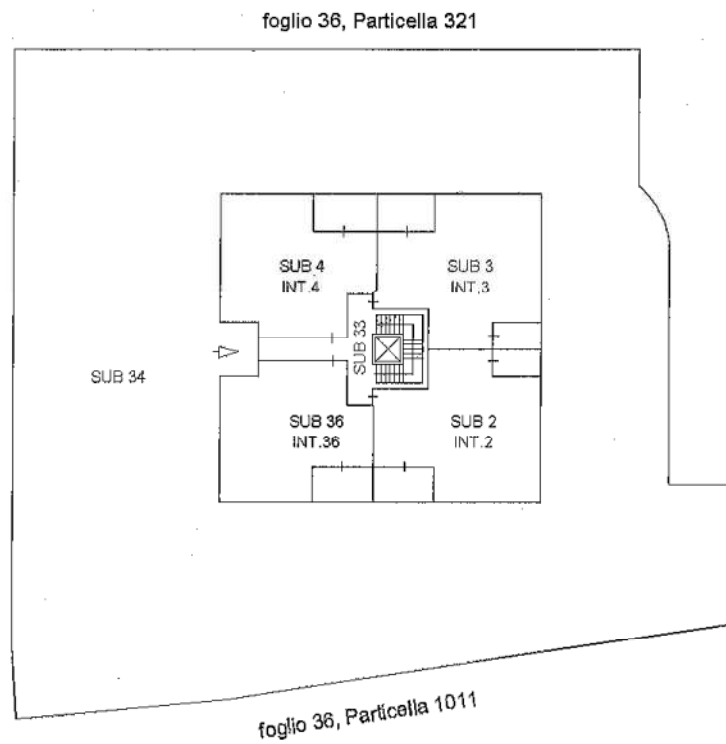 foglio 36, Particella 321
SUB 4
INT.4
SUB 3
INT.3
SUB 33
SUB 34
SUB 36
INT.36
SUB 2
INT.2
foglio 36, Particella 1011